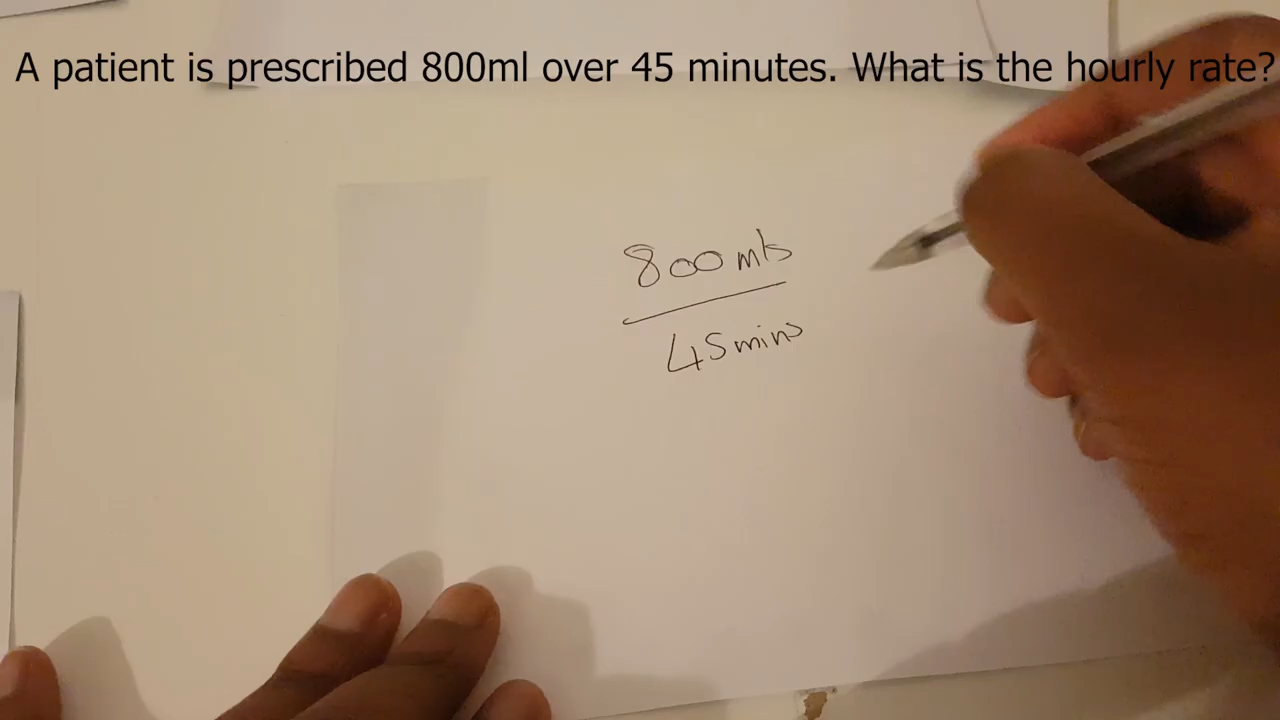 A patient is prescribed 800ml over 45 minutes. What is the hourly rate?
800 mls
45 mins